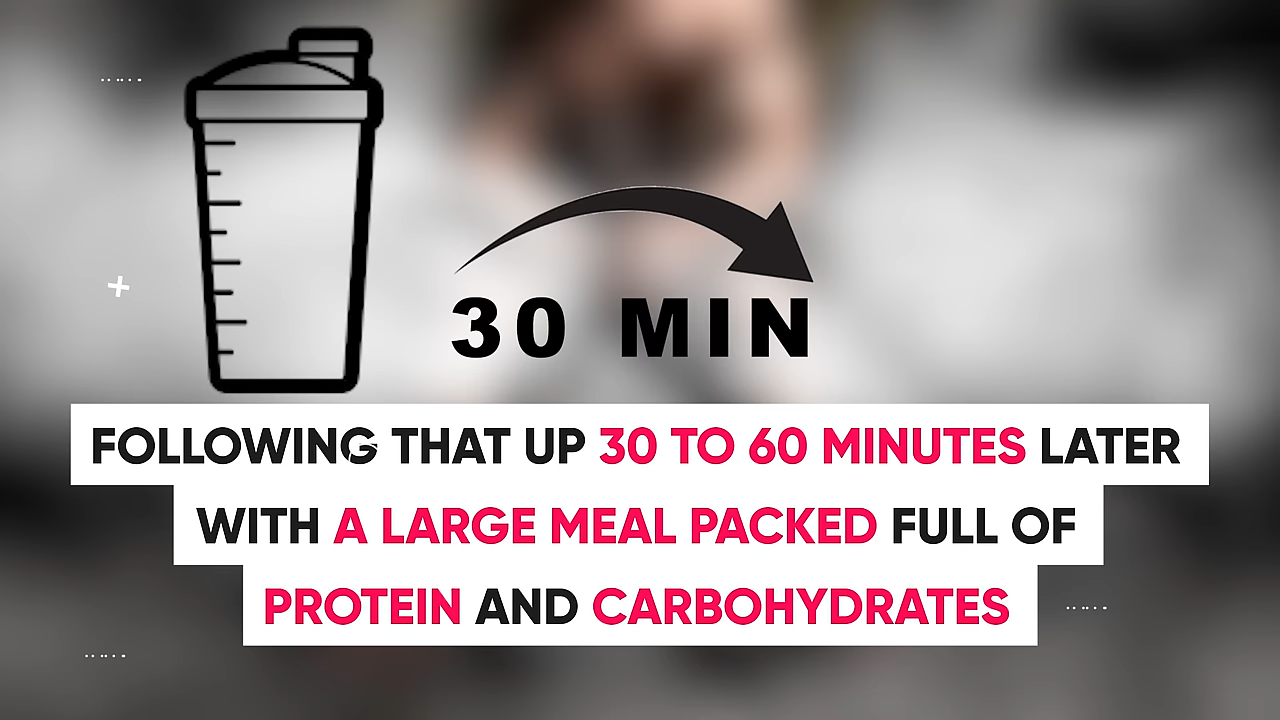 30 MIN
FOLLOWING THAT UP 30 TO 60 MINUTES LATER
WITH A LARGE MEAL PACKED FULL OF
PROTEIN AND CARBOHYDRATES